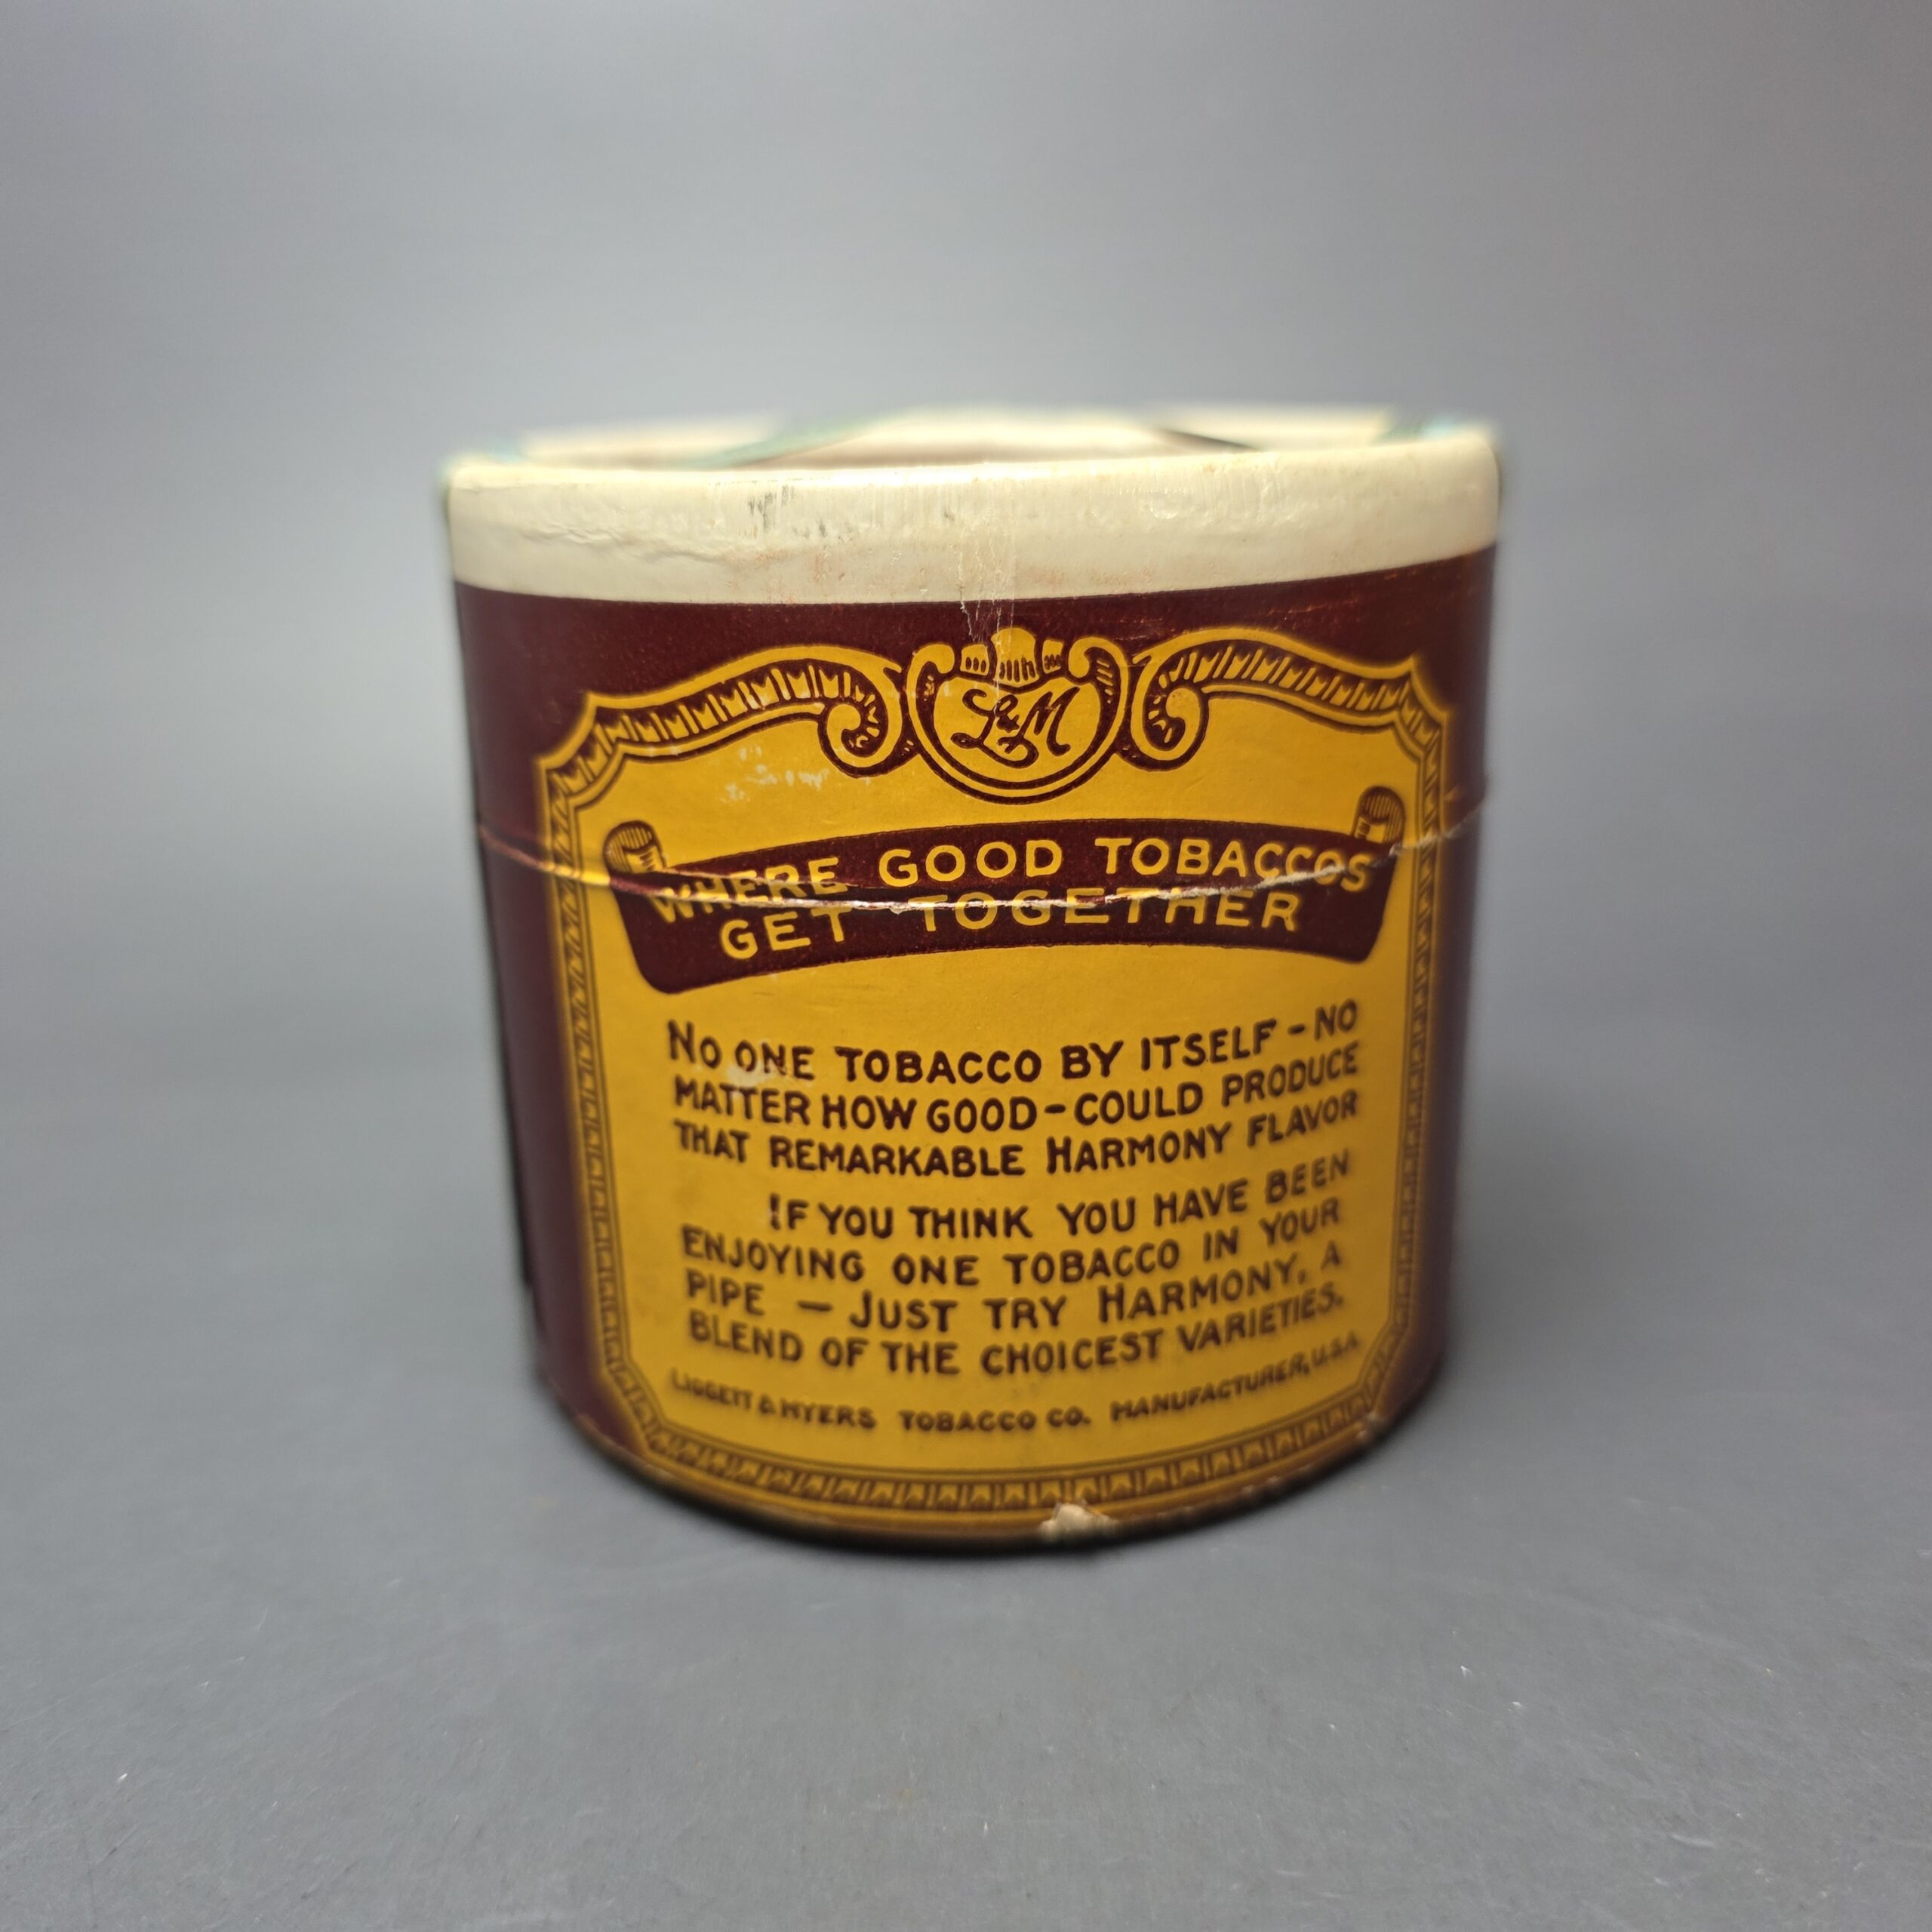 L&M
WHERE GOOD TOBACCOS
GET TOGETHER
NO ONE TOBACCO BY ITSELF - NO
MATTER HOW GOOD - COULD PRODUCE
THAT REMARKABLE HARMONY FLAVOR
IF YOU THINK YOU HAVE BEEN
ENJOYING ONE TOBACCO IN YOUR
PIPE — JUST TRY HARMONY, A
BLEND OF THE CHOICEST VARIETIES.
LIGGETT & MYERS TOBACCO CO. MANUFACTURER, U.S.A.